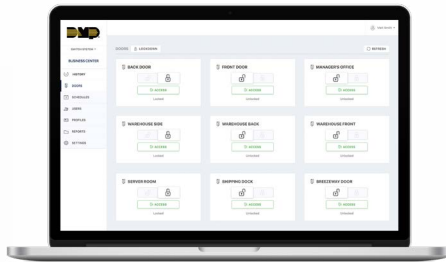 DMP
BUSINESS CENTER
HISTORY
DOORS
SCHEDULES
USERS
PROFILES
REPORTS
SETTINGS
DOORS LOCKDOWN REFRESH
BACK DOOR FRONT DOOR MANAGER'S OFFICE
ACCESS ACCESS ACCESS
Locked Unlocked Unlocked
WAREHOUSE SIDE WAREHOUSE BACK WAREHOUSE FRONT
ACCESS ACCESS ACCESS
Locked Unlocked Unlocked
SERVER ROOM SHIPPING DOCK BREEZEWAY DOOR
ACCESS ACCESS ACCESS
Locked Unlocked Unlocked